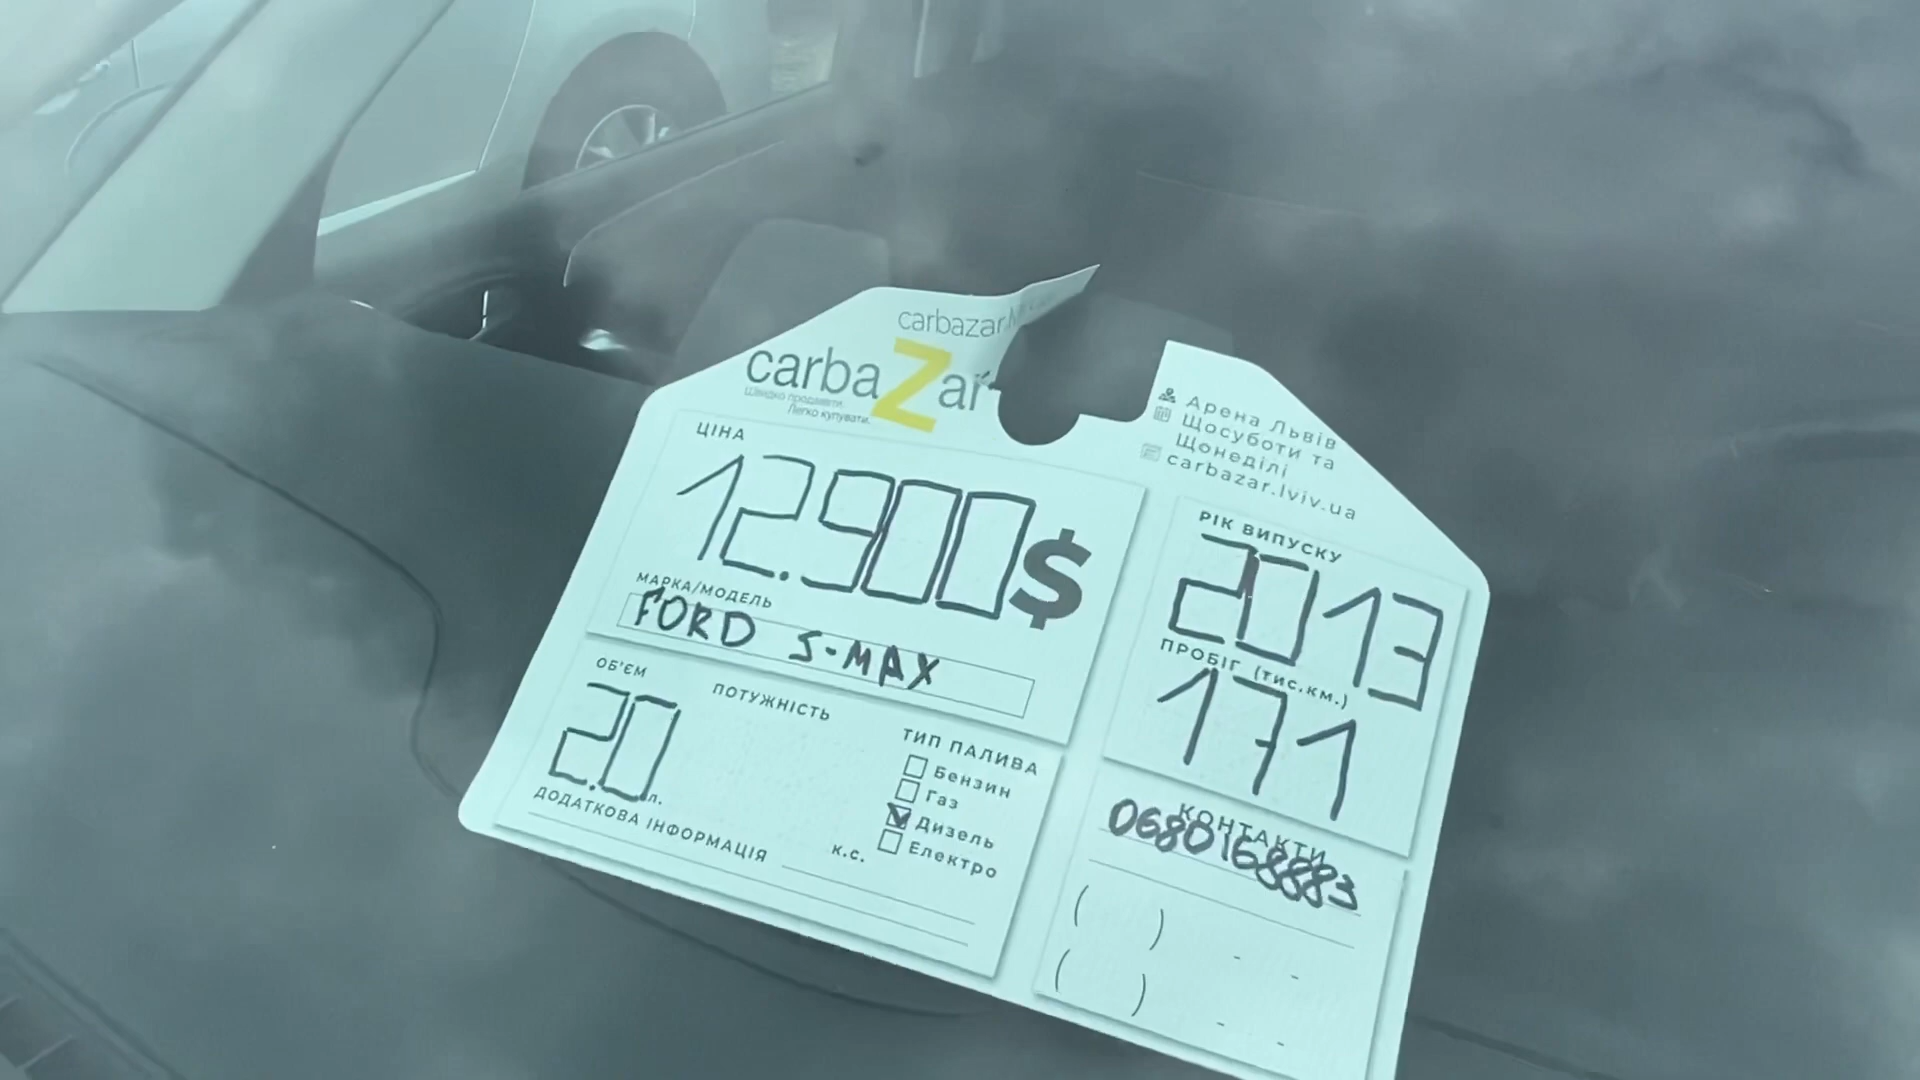 carbazar
carbaZar
Швидко продавати.
Легко купувати.
Арена Львів
Щосуботи та
Щонеділі
carbazar.lviv.ua
ЦІНА
12.900$
МАРКА/МОДЕЛЬ
FORD S-MAX
РІК ВИПУСКУ
2013
ПРОБІГ (тис.км.)
171
ОБ'ЄМ
2.0 л.
ПОТУЖНІСТЬ
к.с.
ТИП ПАЛИВА
Бензин
Газ
Дизель
Електро
ДОДАТКОВА ІНФОРМАЦІЯ
КОНТАКТИ
0680168883
( ) - -
( ) - -